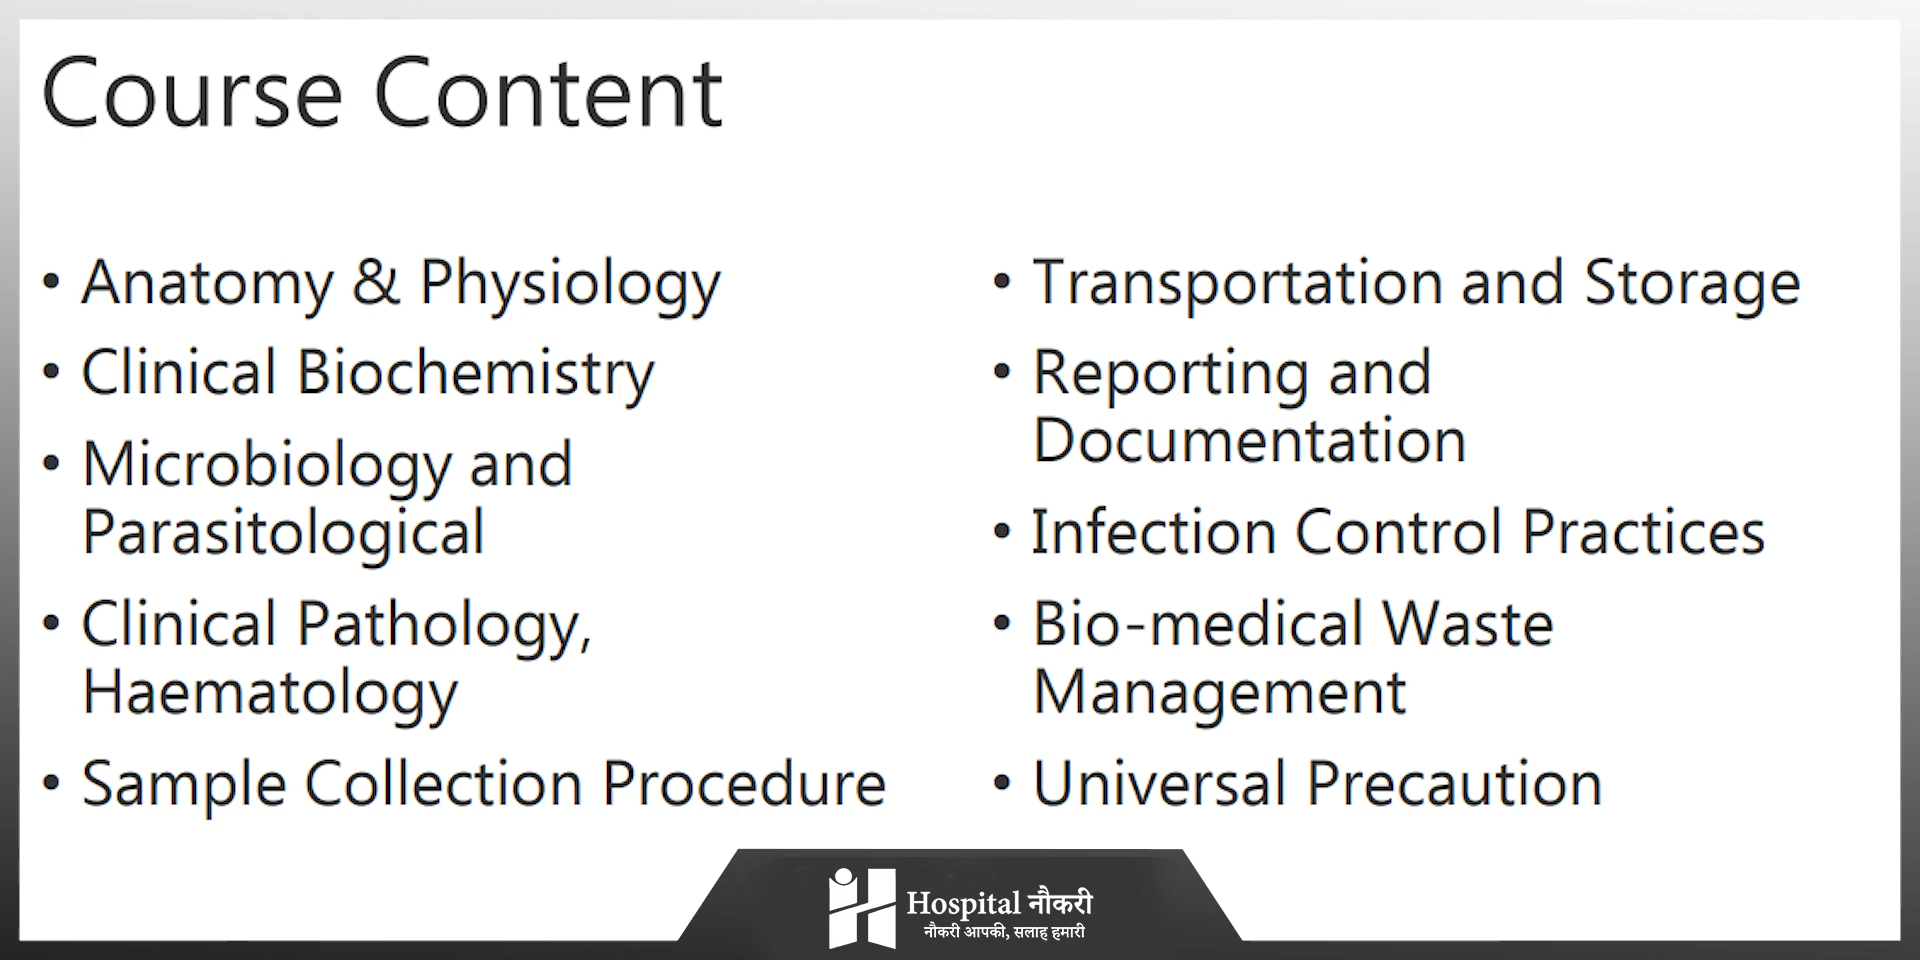 Course Content
• Anatomy & Physiology
• Clinical Biochemistry
• Microbiology and
Parasitological
• Clinical Pathology,
Haematology
• Sample Collection Procedure
• Transportation and Storage
• Reporting and
Documentation
• Infection Control Practices
• Bio-medical Waste
Management
• Universal Precaution
Hospital नौकरी
नौकरी आपकी, सलाह हमारी